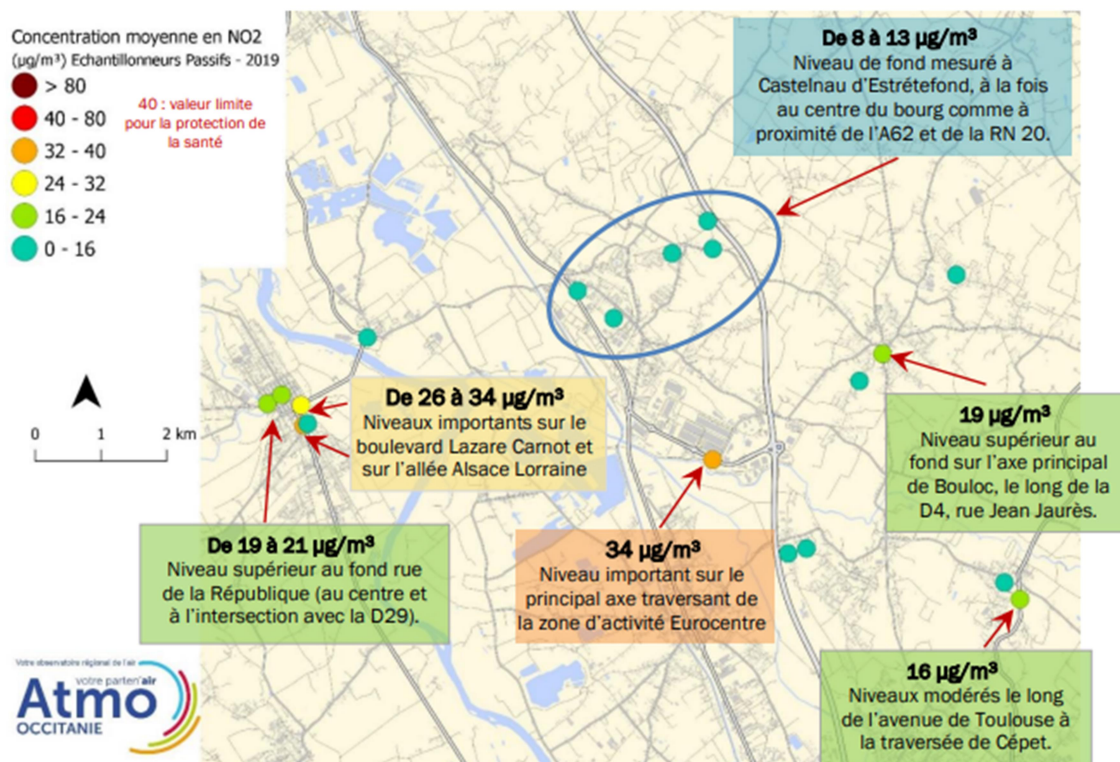 Concentration moyenne en NO2
(µg/m³) Echantillonneurs Passifs - 2019
> 80
40 - 80
32 - 40
24 - 32
16 - 24
0 - 16
40 : valeur limite
pour la protection de
la santé
De 8 à 13 µg/m³
Niveau de fond mesuré à
Castelnau d'Estrétefond, à la fois
au centre du bourg comme à
proximité de l'A62 et de la RN 20.
0 1 2 km
De 26 à 34 µg/m³
Niveaux importants sur le
boulevard Lazare Carnot et
sur l'allée Alsace Lorraine
19 µg/m³
Niveau supérieur au
fond sur l'axe principal
de Bouloc, le long de la
D4, rue Jean Jaurès.
De 19 à 21 µg/m³
Niveau supérieur au fond rue
de la République (au centre et
à l'intersection avec la D29).
34 µg/m³
Niveau important sur le
principal axe traversant de
la zone d'activité Eurocentre
16 µg/m³
Niveaux modérés le long
de l'avenue de Toulouse à
la traversée de Cépet.
Votre observatoire régional de l'air
votre parten'air
Atmo
OCCITANIE